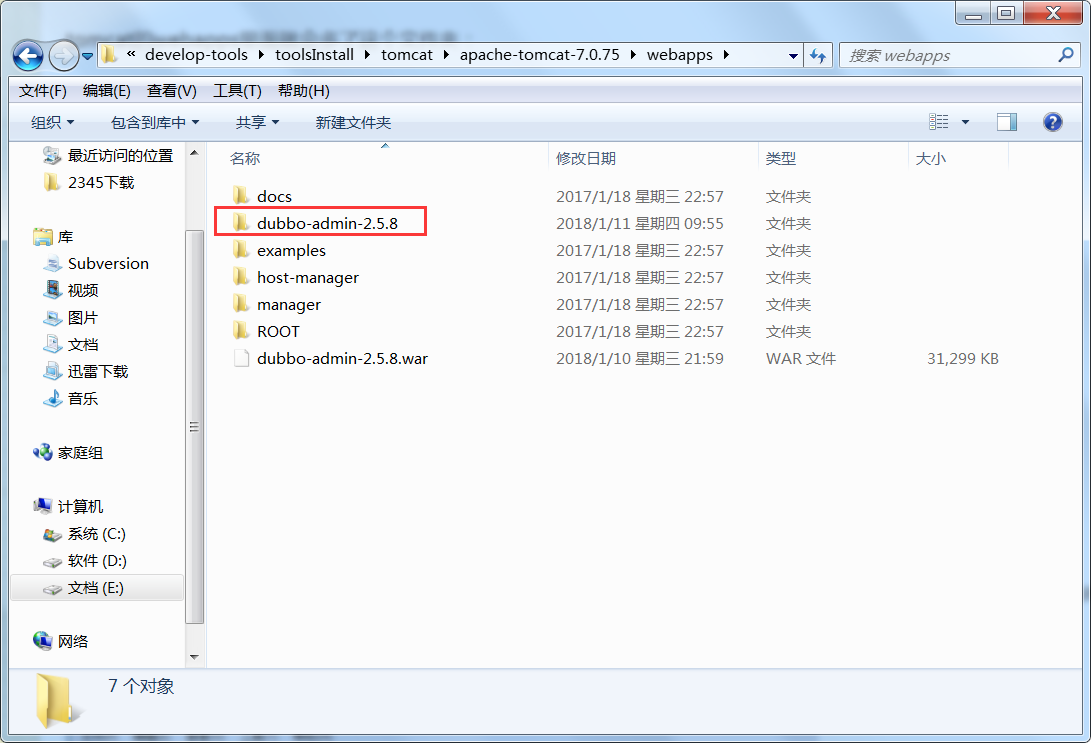 « develop-tools toolsInstall tomcat apache-tomcat-7.0.75 webapps 搜索 webapps
文件(F) 编辑(E) 查看(V) 工具(T) 帮助(H)
组织 包含到库中 共享 新建文件夹
名称 修改日期 类型 大小
最近访问的位置
2345下载
库
Subversion
视频
图片
文档
迅雷下载
音乐
家庭组
计算机
系统 (C:)
软件 (D:)
文档 (E:)
网络
docs 2017/1/18 星期三 22:57 文件夹
dubbo-admin-2.5.8 2018/1/11 星期四 09:55 文件夹
examples 2017/1/18 星期三 22:57 文件夹
host-manager 2017/1/18 星期三 22:57 文件夹
manager 2017/1/18 星期三 22:57 文件夹
ROOT 2017/1/18 星期三 22:57 文件夹
dubbo-admin-2.5.8.war 2018/1/10 星期三 21:59 WAR 文件 31,299 KB
7 个对象